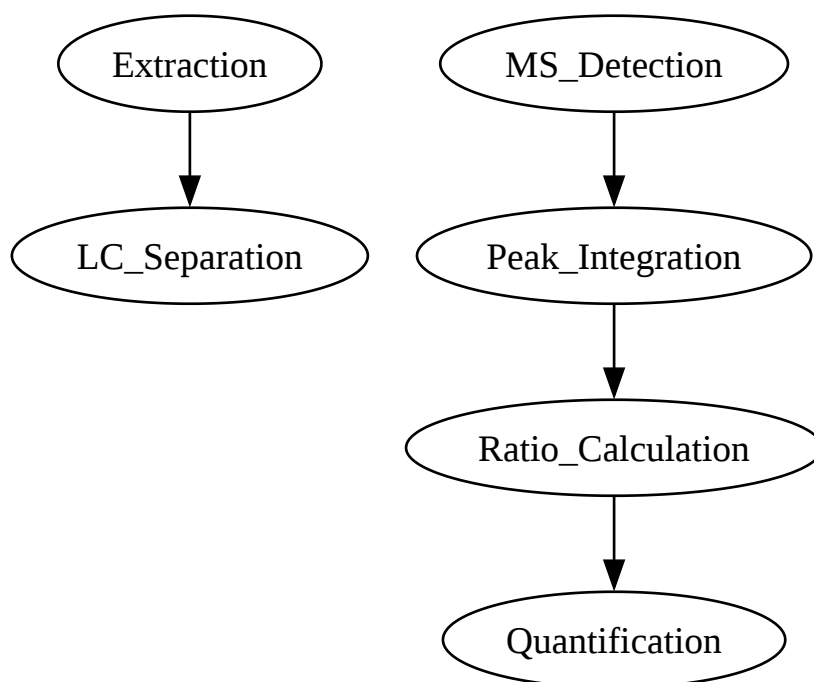 Extraction
LC_Separation
MS_Detection
Peak_Integration
Ratio_Calculation
Quantification